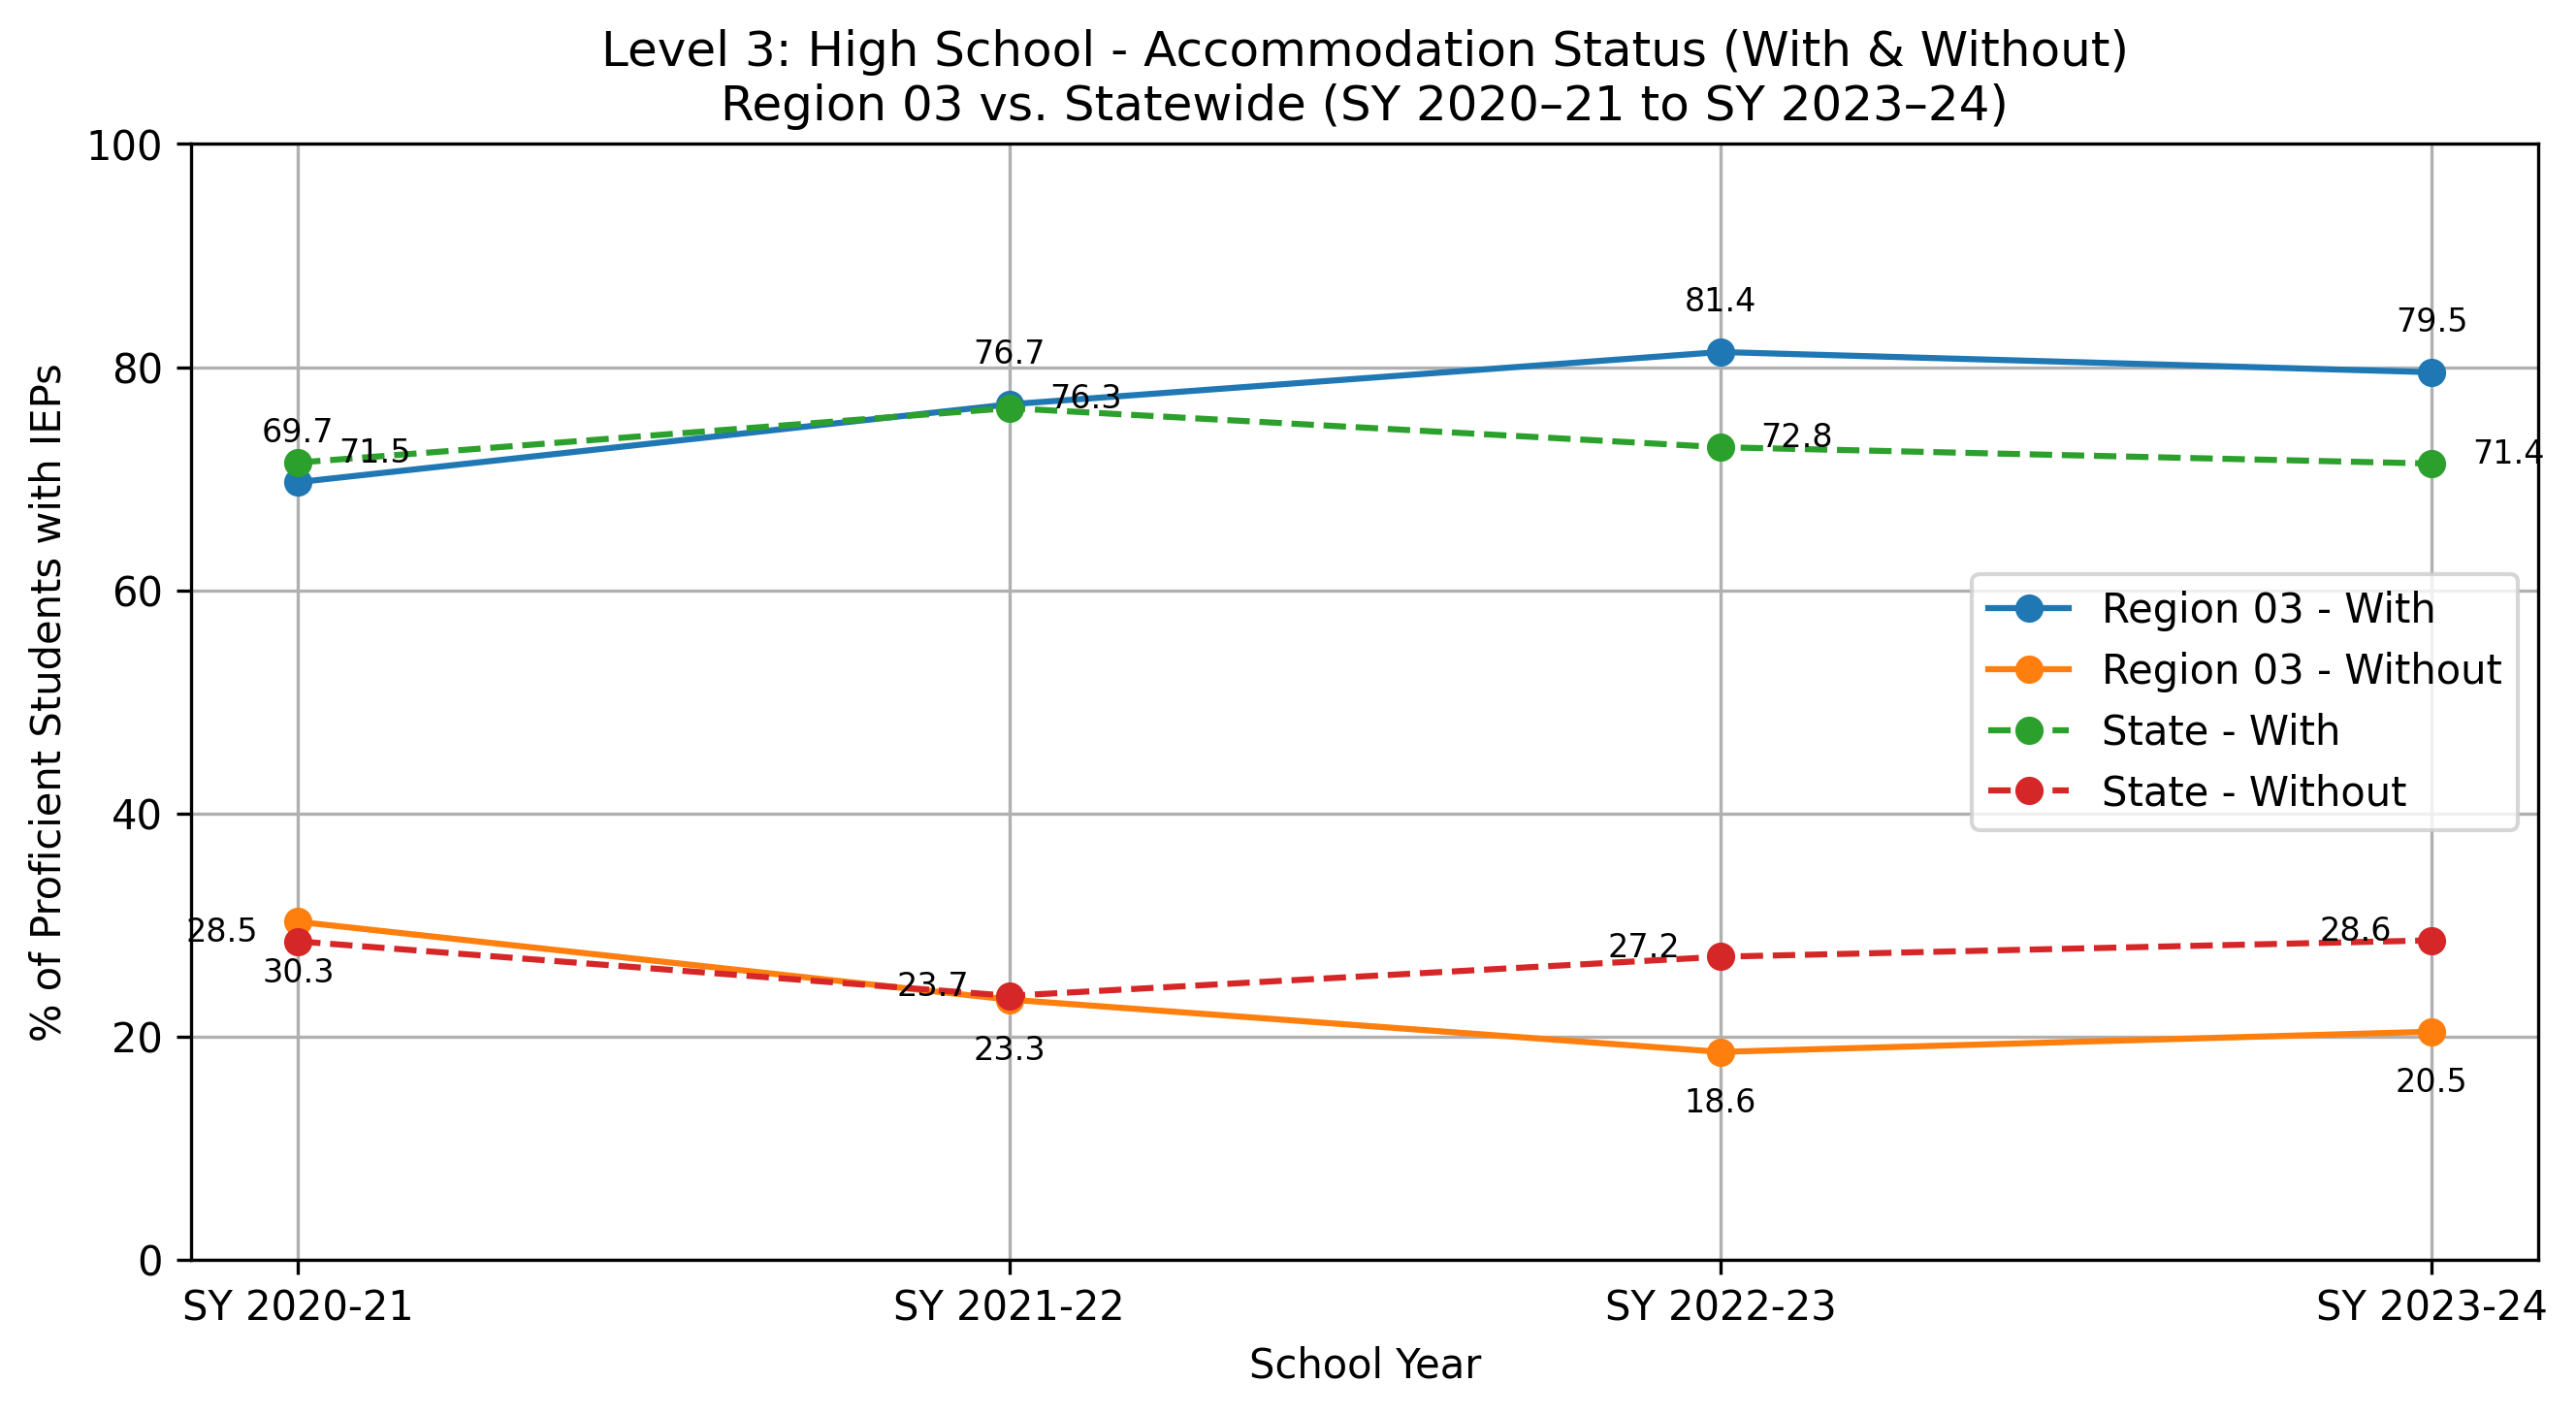 Level 3: High School - Accommodation Status (With & Without)
Region 03 vs. Statewide (SY 2020–21 to SY 2023–24)
% of Proficient Students with IEPs
100
80
60
40
20
0
69.7
71.5
76.7
76.3
81.4
72.8
79.5
71.4
28.5
30.3
23.7
23.3
27.2
18.6
28.6
20.5
Region 03 - With
Region 03 - Without
State - With
State - Without
SY 2020-21
SY 2021-22
SY 2022-23
SY 2023-24
School Year